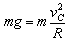 mg = m v_C^2 / R